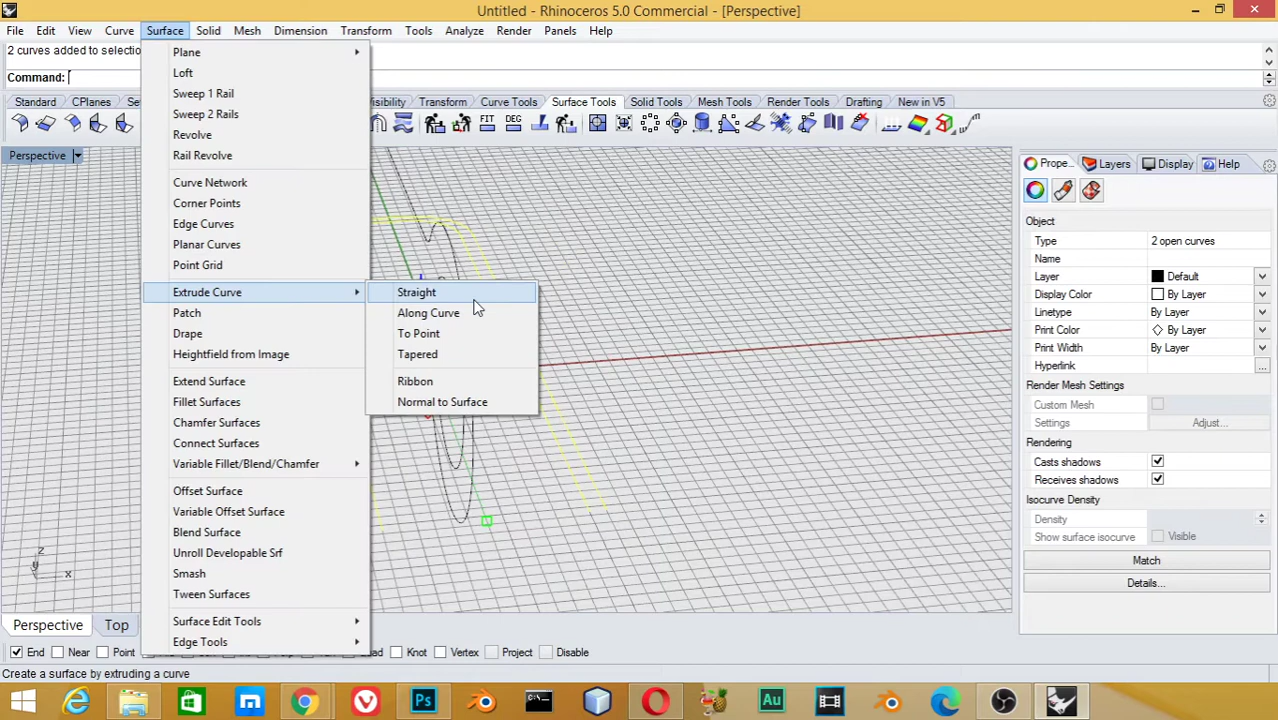 Untitled - Rhinoceros 5.0 Commercial - [Perspective]
File Edit View Curve Surface Solid Mesh Dimension Transform Tools Analyze Render Panels Help
2 curves added to selectio
Command:
Standard CPlanes Se isibility Transform Curve Tools Surface Tools Solid Tools Mesh Tools Render Tools Drafting New in V5
FIT DEG
Perspective
Plane
Loft
Sweep 1 Rail
Sweep 2 Rails
Revolve
Rail Revolve
Curve Network
Corner Points
Edge Curves
Planar Curves
Point Grid
Extrude Curve
Patch
Drape
Heightfield from Image
Extend Surface
Fillet Surfaces
Chamfer Surfaces
Connect Surfaces
Variable Fillet/Blend/Chamfer
Offset Surface
Variable Offset Surface
Blend Surface
Unroll Developable Srf
Smash
Tween Surfaces
Surface Edit Tools
Edge Tools
Straight
Along Curve
To Point
Tapered
Ribbon
Normal to Surface
Prope... Layers Display Help
Object
Type 2 open curves
Name
Layer Default
Display Color By Layer
Linetype By Layer
Print Color By Layer
Print Width By Layer
Hyperlink ...
Render Mesh Settings
Custom Mesh
Settings Adjust...
Rendering
Casts shadows
Receives shadows
Isocurve Density
Density
Show surface isocurve Visible
Match
Details...
z
y
x
Perspective Top
End Near Point Knot Vertex Project Disable
Create a surface by extruding a curve
Ps Au